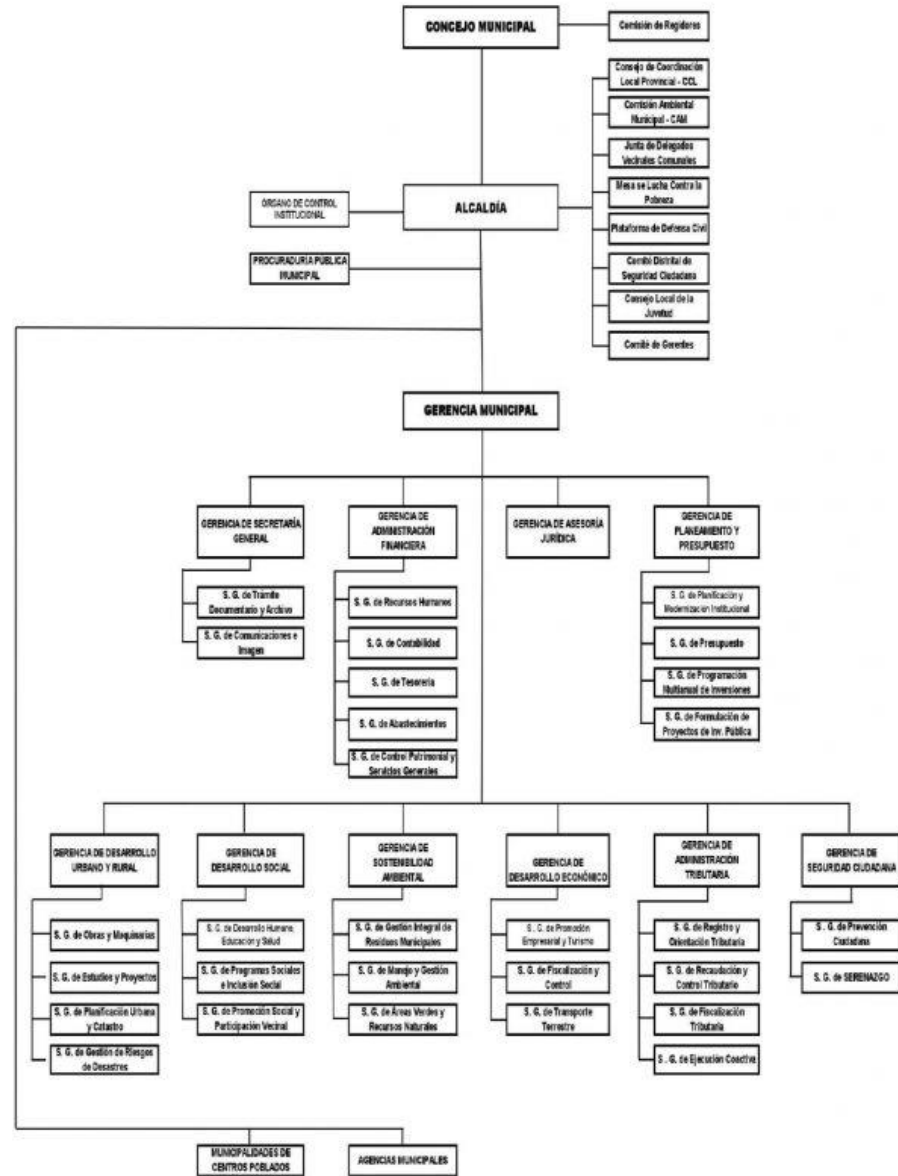 CONCEJO MUNICIPAL
Comisión de Regidores
Consejo de Coordinación
Local Provincial - CCL
Comisión Ambiental
Municipal - CAM
Junta de Delegados
Vecinales Comunales
Mesa se Lucha Contra la
Pobreza
Plataforma de Defensa Civil
Comité Distrital de
Seguridad Ciudadana
Consejo Local de la
Juventud
Comité de Gerentes
ÓRGANO DE CONTROL
INSTITUCIONAL
ALCALDÍA
PROCURADURIA PÚBLICA
MUNICIPAL
GERENCIA MUNICIPAL
GERENCIA DE SECRETARÍA
GENERAL
S. G. de Trámite
Documentario y Archivo
S. G. de Comunicaciones e
Imagen
GERENCIA DE
ADMINISTRACIÓN
FINANCIERA
S. G. de Recursos Humanos
S. G. de Contabilidad
S. G. de Tesorería
S. G. de Abastecimientos
S. G. de Control Patrimonial y
Servicios Generales
GERENCIA DE ASESORÍA
JURÍDICA
GERENCIA DE
PLANEAMIENTO Y
PRESUPUESTO
S. G. de Planificación y
Modernización Institucional
S. G. de Presupuesto
S. G. de Programación
Multianual de Inversiones
S. G. de Formulación de
Proyectos de Inv. Pública
GERENCIA DE DESARROLLO
URBANO Y RURAL
S. G. de Obras y Maquinarias
S. G. de Estudios y Proyectos
S. G. de Planificación Urbana
y Catastro
S. G. de Gestión de Riesgos
de Desastres
GERENCIA DE
DESARROLLO SOCIAL
S. G. de Desarrollo Humano,
Educación y Salud
S. G. de Programas Sociales
e Inclusión Social
S. G. de Promoción Social y
Participación Vecinal
GERENCIA DE
SOSTENIBILIDAD
AMBIENTAL
S. G. de Gestión Integral de
Residuos Municipales
S. G. de Manejo y Gestión
Ambiental
S. G. de Áreas Verdes y
Recursos Naturales
GERENCIA DE
DESARROLLO ECONÓMICO
S. G. de Promoción
Empresarial y Turismo
S. G. de Fiscalización y
Control
S. G. de Transporte
Terrestre
GERENCIA DE
ADMINISTRACIÓN
TRIBUTARIA
S. G. de Registro y
Orientación Tributaria
S. G. de Recaudación y
Control Tributario
S. G. de Fiscalización
Tributaria
S . G. de Ejecución Coactiva
GERENCIA DE
SEGURIDAD CIUDADANA
S. G. de Prevención
Ciudadana
S. G. de SERENAZGO
MUNICIPALIDADES DE
CENTROS POBLADOS
AGENCIAS MUNICIPALES